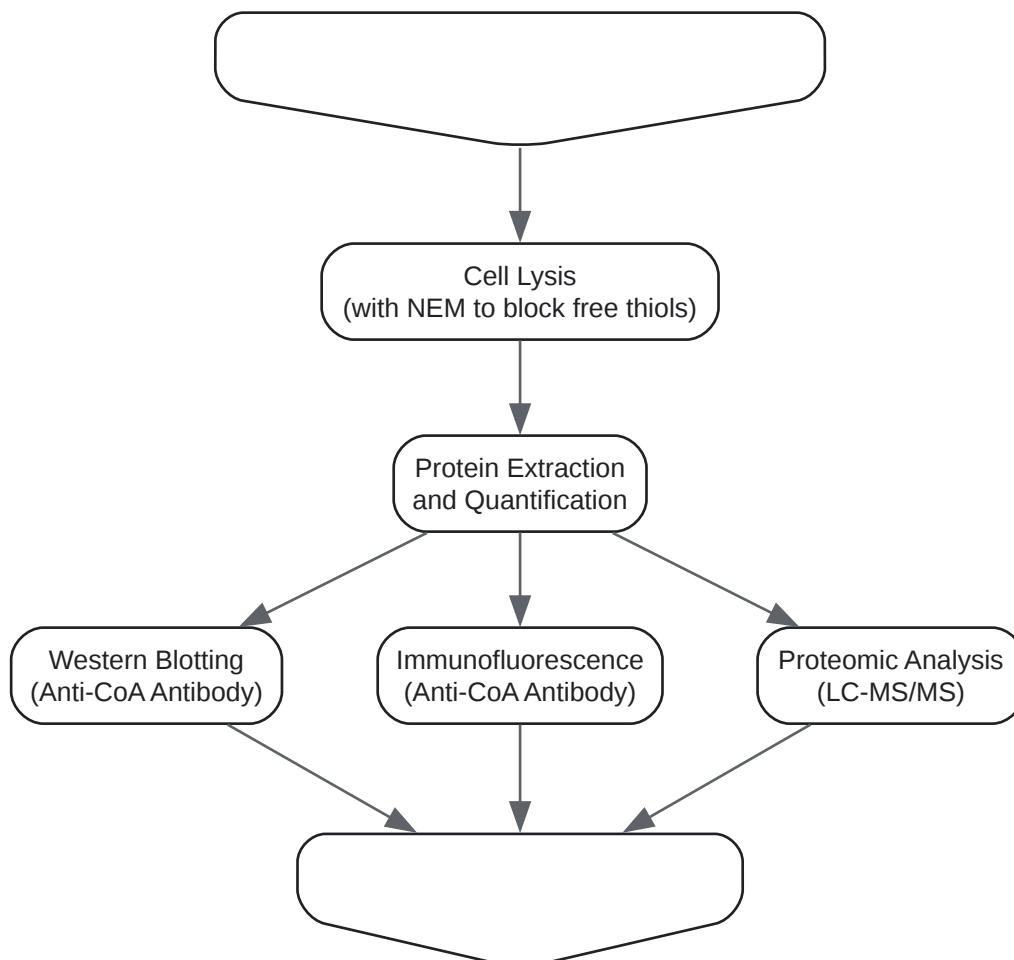 Cell Lysis
(with NEM to block free thiols)
Protein Extraction
and Quantification
Western Blotting
(Anti-CoA Antibody)
Immunofluorescence
(Anti-CoA Antibody)
Proteomic Analysis
(LC-MS/MS)